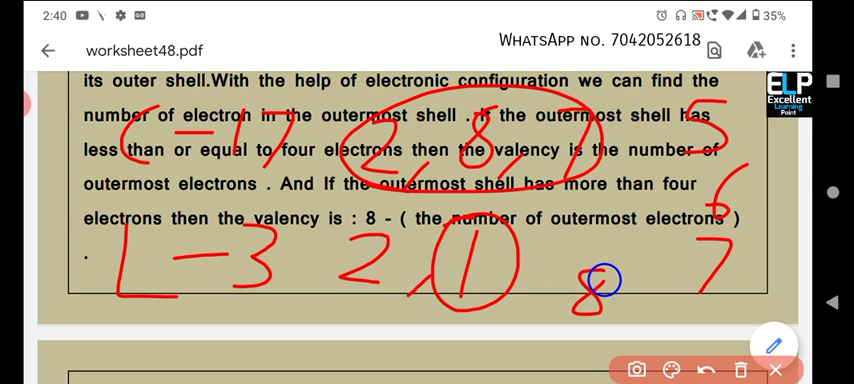 2:40
35%
WHATSAPP NO. 7042052618
worksheet48.pdf
ELP
Excellent
Learning
Point
its outer shell.With the help of electronic configuration we can find the
number of electron in the outermost shell . If the outermost shell has
less than or equal to four electrons then the valency is the number of
outermost electrons . And If the outermost shell has more than four
electrons then the valency is : 8 - ( the number of outermost electrons )
.
17 2, 8, 7 5
6
L - 3 2, 1 8 7